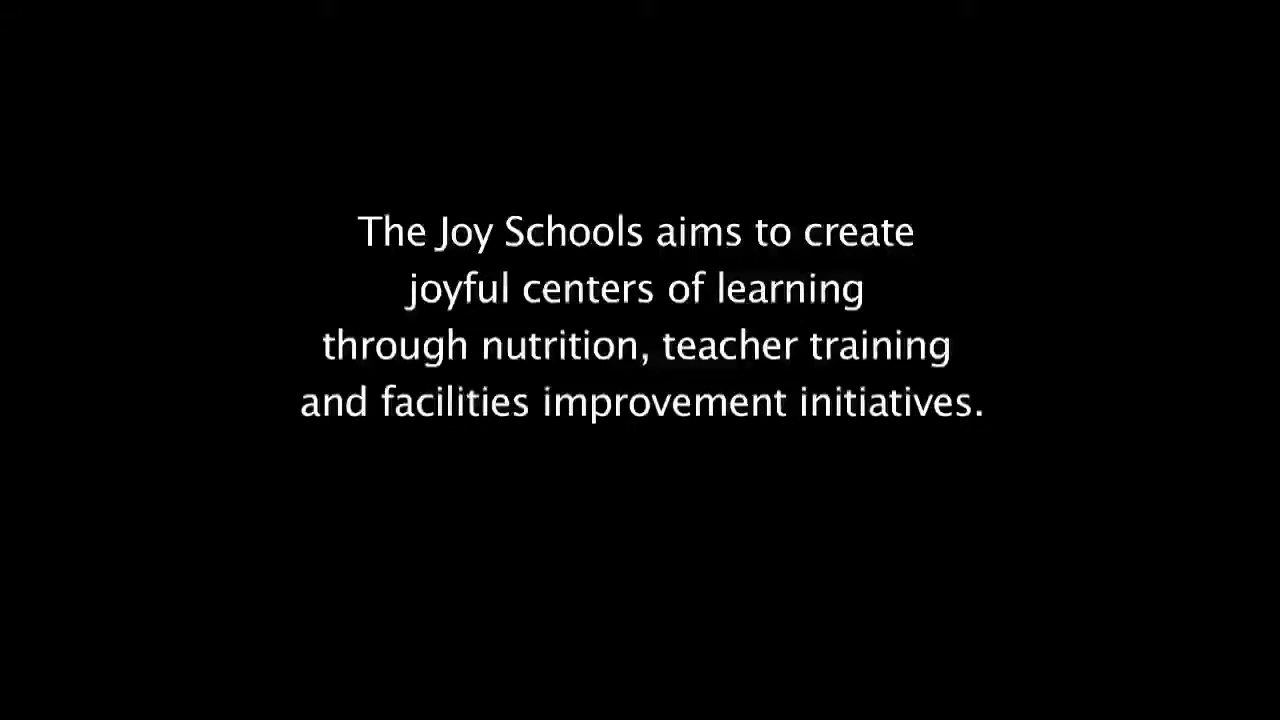 The Joy Schools aims to create
joyful centers of learning
through nutrition, teacher training
and facilities improvement initiatives.